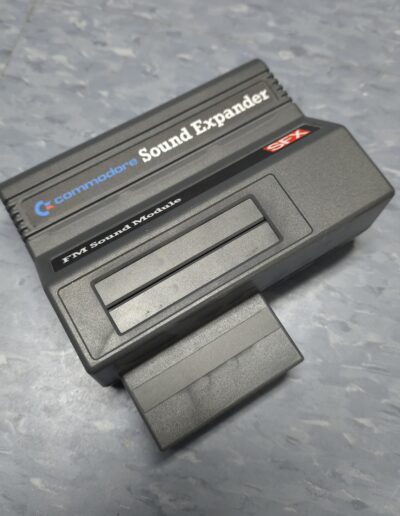 commodore Sound Expander
FM Sound Module SFX